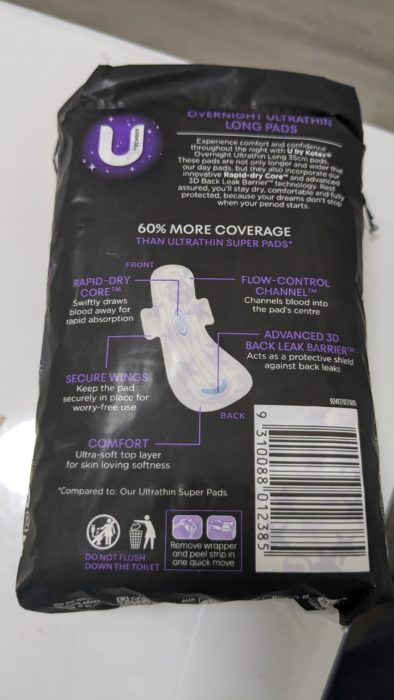 OVERNIGHT ULTRATHIN
LONG PADS
U
BY KOTEX
Experience comfort and confidence
throughout the night with U by Kotex®
Overnight Ultrathin Long 35cm pads.
These pads are not only longer and wider than
our day pads, but they also incorporate our
innovative Rapid-dry Core™ and advanced
3D Back Leak Barrier™ technology. Rest
assured, you'll stay dry, comfortable and fully
protected, because your dreams don't stop
when your period starts.
60% MORE COVERAGE
THAN ULTRATHIN SUPER PADS*
FRONT
RAPID-DRY
CORE™
Swiftly draws
blood away for
rapid absorption
FLOW-CONTROL
CHANNEL™
Channels blood into
the pad's centre
ADVANCED 3D
BACK LEAK BARRIER™
Acts as a protective shield
against back leaks
SECURE WINGS
Keep the pad
securely in place for
worry-free use
BACK
COMFORT
Ultra-soft top layer
for skin loving softness
*Compared to: Our Ultrathin Super Pads
9 310088 012385
DO NOT FLUSH
DOWN THE TOILET
Remove wrapper
and peel strip in
one quick move